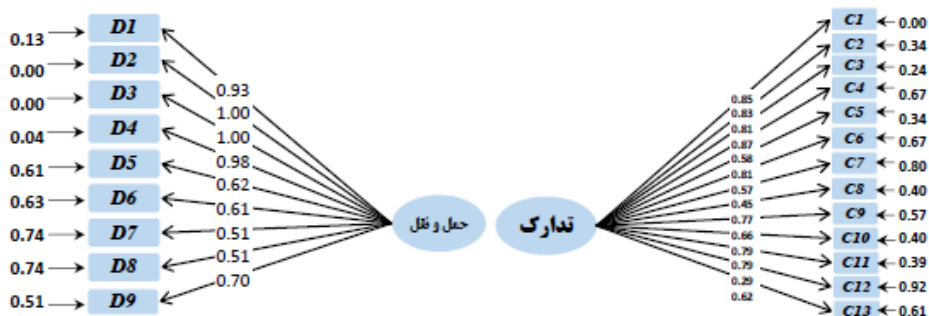 0.13 D1
0.00 D2
0.00 D3
0.04 D4
0.61 D5
0.63 D6
0.74 D7
0.74 D8
0.51 D9
0.93
1.00
1.00
0.98
0.62
0.61
0.51
0.51
0.70
حمل و نقل
تدارک
0.85
0.83
0.81
0.87
0.58
0.81
0.57
0.45
0.77
0.66
0.79
0.79
0.29
0.62
C1 0.00
C2 0.34
C3 0.24
C4 0.67
C5 0.34
C6 0.67
C7 0.80
C8 0.40
C9 0.57
C10 0.40
C11 0.39
C12 0.92
C13 0.61